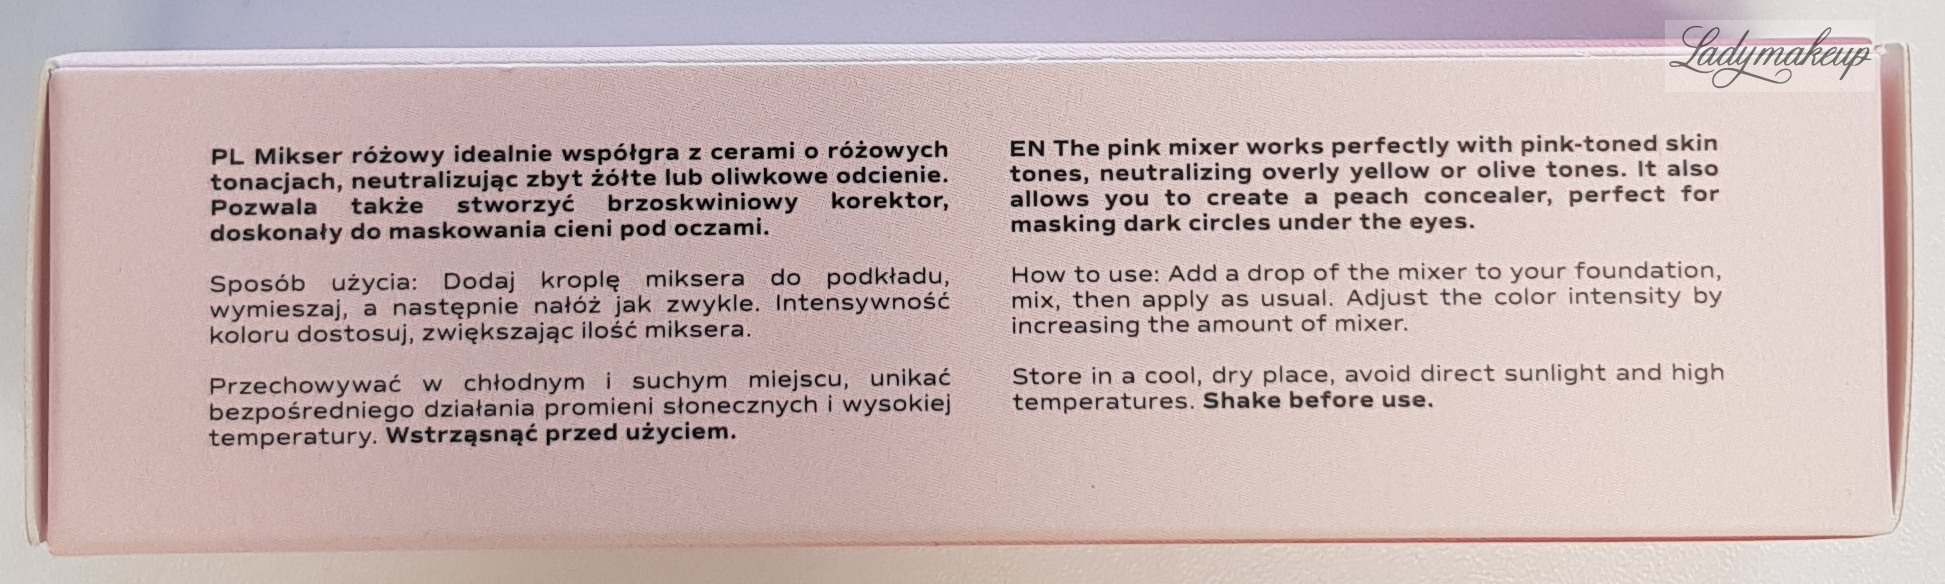 Ladymakeup
PL Mikser różowy idealnie współgra z cerami o różowych
tonacjach, neutralizując zbyt żółte lub oliwkowe odcienie.
Pozwala także stworzyć brzoskwiniowy korektor,
doskonały do maskowania cieni pod oczami.
Sposób użycia: Dodaj kroplę miksera do podkładu,
wymieszaj, a następnie nałóż jak zwykle. Intensywność
koloru dostosuj, zwiększając ilość miksera.
Przechowywać w chłodnym i suchym miejscu, unikać
bezpośredniego działania promieni słonecznych i wysokiej
temperatury. Wstrząsnąć przed użyciem.
EN The pink mixer works perfectly with pink-toned skin
tones, neutralizing overly yellow or olive tones. It also
allows you to create a peach concealer, perfect for
masking dark circles under the eyes.
How to use: Add a drop of the mixer to your foundation,
mix, then apply as usual. Adjust the color intensity by
increasing the amount of mixer.
Store in a cool, dry place, avoid direct sunlight and high
temperatures. Shake before use.